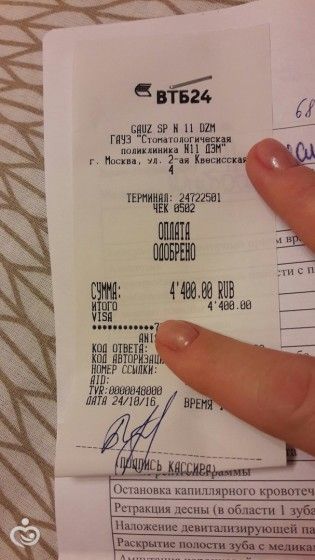 ВТБ24
68
GAUZ SP N 11 DZM
ГАУЗ "Стоматологическая
поликлиника N11 ДЗМ"
г. Москва, ул. 2-ая Квесисская
4
ТЕРМИНАЛ: 24722501
ЧЕК 0502
ОПЛАТА
ОДОБРЕНО
СУММА: 4'400.00 RUB
ИТОГО 4'400.00
VISA
КОД ОТВЕТА:
КОД АВТОРИЗАЦИ
НОМЕР ССЫЛКИ:
AID:
TVR:0000048000
ДАТА 24/10/16 ВРЕМЯ
(ПОДПИСЬ КАССИРА)
Остановка капиллярного кровотеч
Ретракция десны (в области 1 зуба
Наложение девитализирующей па
Раскрытие полости зуба с медика